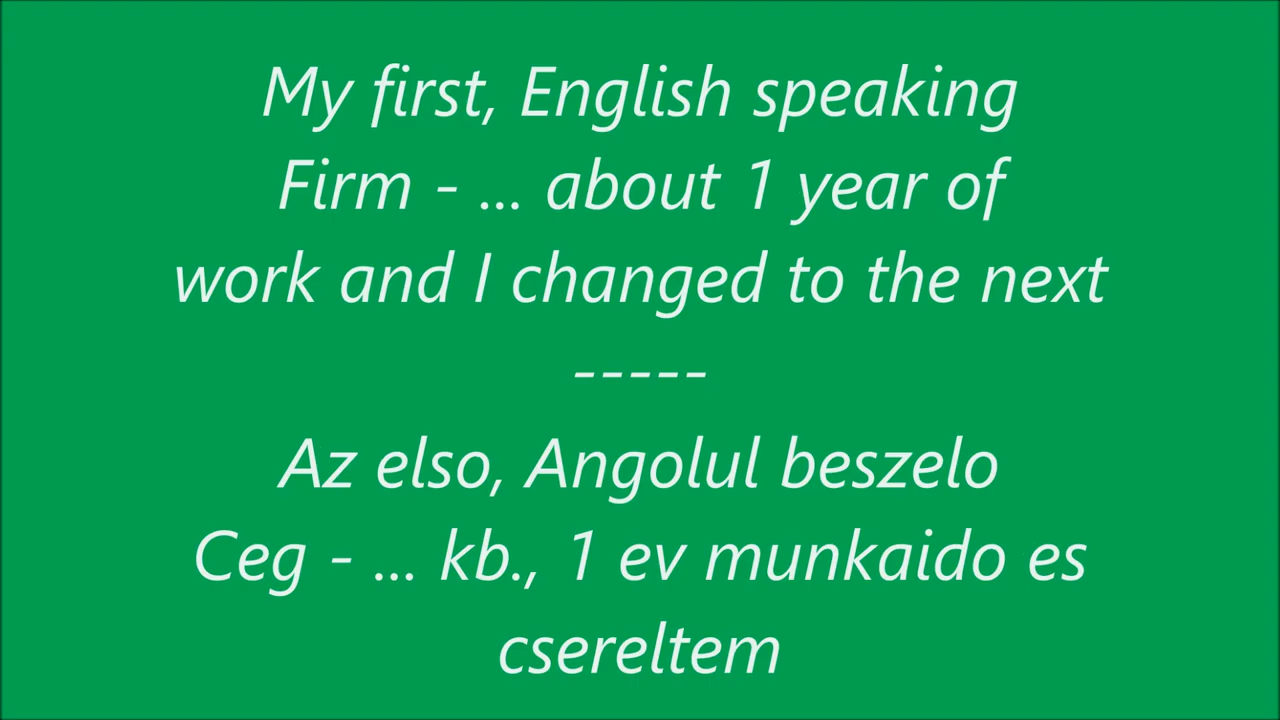 My first, English speaking
Firm - ... about 1 year of
work and I changed to the next
-----
Az elso, Angolul beszelo
Ceg - ... kb., 1 ev munkaido es
csereltem